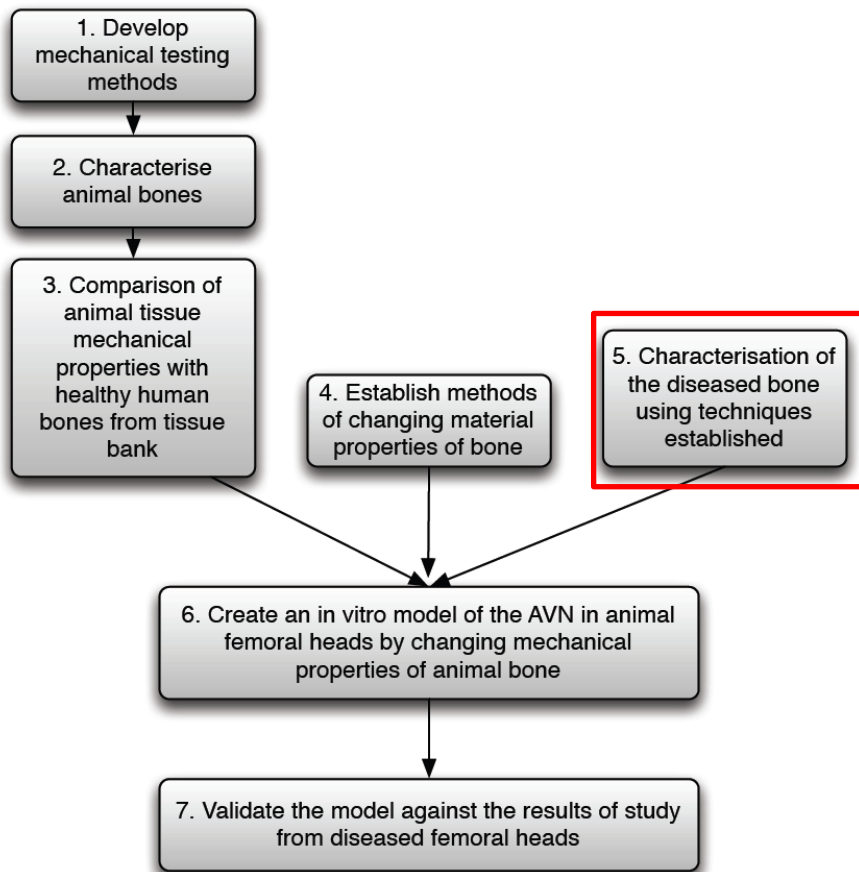 1. Develop
mechanical testing
methods
2. Characterise
animal bones
3. Comparison of
animal tissue
mechanical
properties with
healthy human
bones from tissue
bank
4. Establish methods
of changing material
properties of bone
5. Characterisation of
the diseased bone
using techniques
established
6. Create an in vitro model of the AVN in animal
femoral heads by changing mechanical
properties of animal bone
7. Validate the model against the results of study
from diseased femoral heads